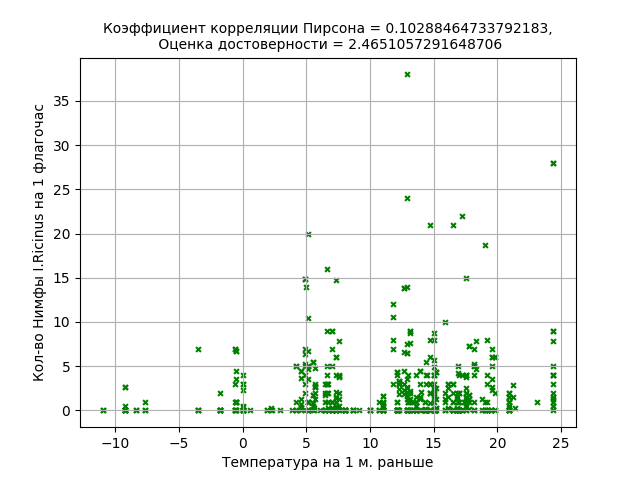 Коэффициент корреляции Пирсона = 0.10288464733792183,
Оценка достоверности = 2.4651057291648706
Кол-во Нимфы I.Ricinus на 1 флагочас
35
30
25
20
15
10
5
0
−10 −5 0 5 10 15 20 25
Температура на 1 м. раньше